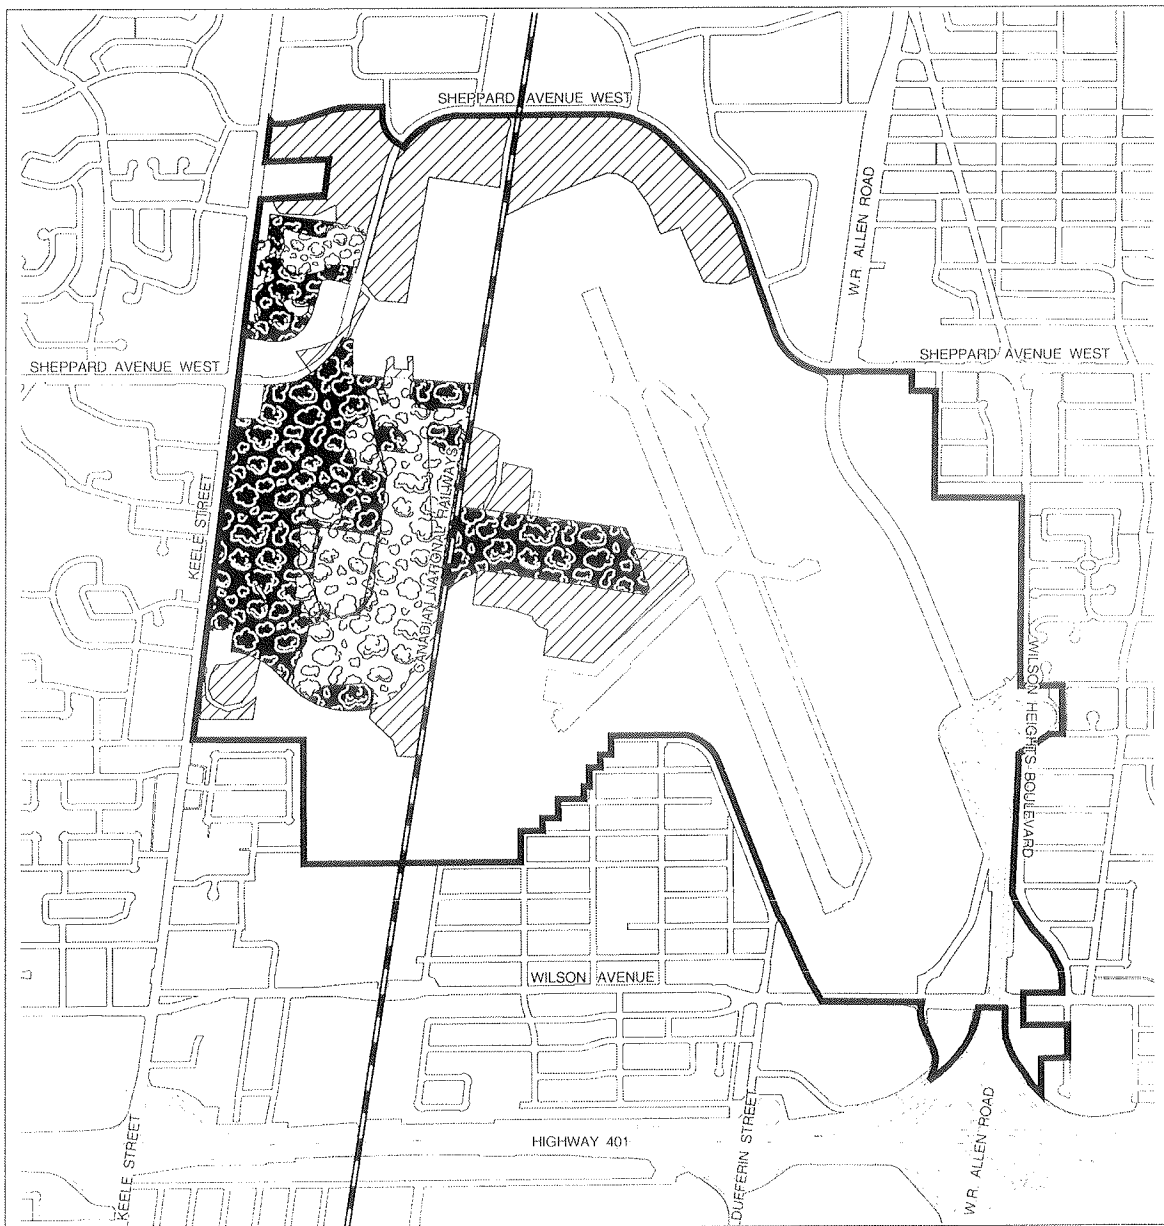 SHEPPARD AVENUE WEST
W.R. ALLEN ROAD
SHEPPARD AVENUE WEST
SHEPPARD AVENUE WEST
KEELE STREET
CANADIAN NATIONAL RAILWAYS
WILSON HEIGHTS BOULEVARD
WILSON AVENUE
HIGHWAY 401
KEELE STREET
DUFFERIN STREET
W.R. ALLEN ROAD